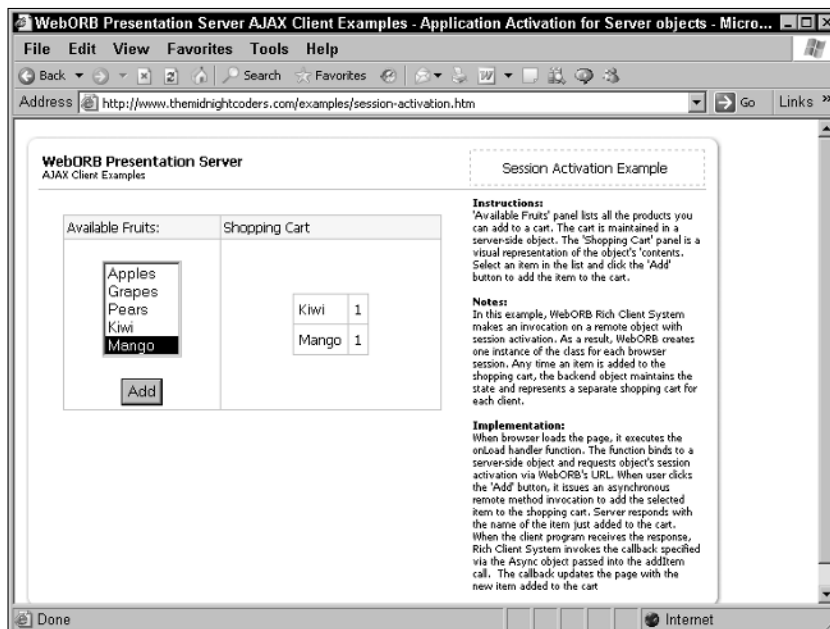 WebORB Presentation Server AJAX Client Examples - Application Activation for Server objects - Micro...
File Edit View Favorites Tools Help
Back Search Favorites
Address http://www.themidnightcoders.com/examples/session-activation.htm Go Links »
WebORB Presentation Server
AJAX Client Examples
Session Activation Example
Available Fruits: Shopping Cart
Apples
Grapes
Pears
Kiwi
Mango
Add
Kiwi 1
Mango 1
Instructions:
'Available Fruits' panel lists all the products you
can add to a cart. The cart is maintained in a
server-side object. The 'Shopping Cart' panel is a
visual representation of the object's 'contents.
Select an item in the list and click the 'Add'
button to add the item to the cart.
Notes:
In this example, WebORB Rich Client System
makes an invocation on a remote object with
session activation. As a result, WebORB creates
one instance of the class for each browser
session. Any time an item is added to the
shopping cart, the backend object maintains the
state and represents a separate shopping cart for
each client.
Implementation:
When browser loads the page, it executes the
onLoad handler function. The function binds to a
server-side object and requests object's session
activation via WebORB's URL. When user clicks
the 'Add' button, it issues an asynchronous
remote method invocation to add the selected
item to the shopping cart. Server responds with
the name of the item just added to the cart.
When the client program receives the response,
Rich Client System invokes the callback specified
via the Async object passed into the addItem
call. The callback updates the page with the
new item added to the cart
Done Internet